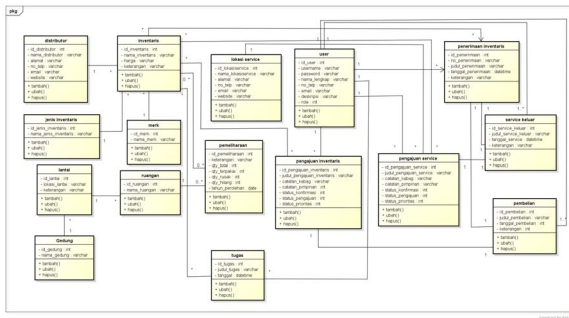 pkg
distributor
- id_distributor : int
- nama_distributor : varchar
- alamat : varchar
- no_telp : varchar
- email : varchar
- website : varchar
+ tambah()
+ ubah()
+ hapus()
inventaris
- id_inventaris : int
- nama_inventaris : varchar
- harga : varchar
- keterangan : varchar
+ tambah()
+ ubah()
+ hapus()
lokasi service
- id_lokasiservice : int
- nama_lokasiservice : varchar
- alamat : varchar
- no_telp : varchar
- email : varchar
- website : varchar
+ tambah()
+ ubah()
+ hapus()
user
- id_user : int
- username : varchar
- password : varchar
- nama_lengkap : varchar
- no_telp : varchar
- email : varchar
- deskripsi : varchar
- role : int
+ tambah()
+ ubah()
+ hapus()
penerimaan inventaris
- id_penerimaan : int
- no_penerimaan : varchar
- judul_penerimaan : varchar
- tanggal_penerimaan : datetime
- keterangan : varchar
+ tambah()
+ ubah()
+ hapus()
jenis inventaris
- id_jenis_inventaris : int
- nama_jenis_inventaris : varchar
+ tambah()
+ ubah()
+ hapus()
merk
- id_merk : int
- nama_merk : varchar
+ tambah()
+ ubah()
+ hapus()
pemeliharaan
- id_pemeliharaan : int
- keterangan : varchar
- qty_total : int
- qty_terpakai : int
- qty_rusak : int
- qty_hilang : int
- tahun_pemeliharaan : date
+ tambah()
+ ubah()
+ hapus()
service keluar
- id_service_keluar : int
- judul_service_keluar : varchar
- tanggal_service : datetime
- keterangan : varchar
+ tambah()
+ ubah()
+ hapus()
lantai
- id_lantai : int
- lokasi_lantai : varchar
- keterangan : varchar
+ tambah()
+ ubah()
+ hapus()
ruangan
- id_ruangan : int
- nama_ruangan : varchar
+ tambah()
+ ubah()
+ hapus()
pengajuan inventaris
- id_pengajuan_inventaris : int
- judul_pengajuan_inventaris : varchar
- catatan_kabag : varchar
- catatan_pimpinan : varchar
- status_konfirmasi : int
- status_pengajuan : int
- status_prioritas : int
+ tambah()
+ ubah()
+ hapus()
pengajuan service
- id_pengajuan_service : int
- judul_pengajuan_service : varchar
- catatan_kabag : varchar
- catatan_pimpinan : varchar
- status_konfirmasi : int
- status_pengajuan : int
- status_prioritas : int
+ tambah()
+ ubah()
+ hapus()
pembelian
- id_pembelian : int
- judul_pembelian : varchar
- tanggal_pembelian : int
- keterangan : int
+ tambah()
+ ubah()
+ hapus()
Gedung
- id_gedung : int
- nama_gedung : varchar
+ tambah()
+ ubah()
+ hapus()
tugas
- id_tugas : int
- judul_tugas : varchar
- tanggal : datetime
+ tambah()
+ ubah()
+ hapus()